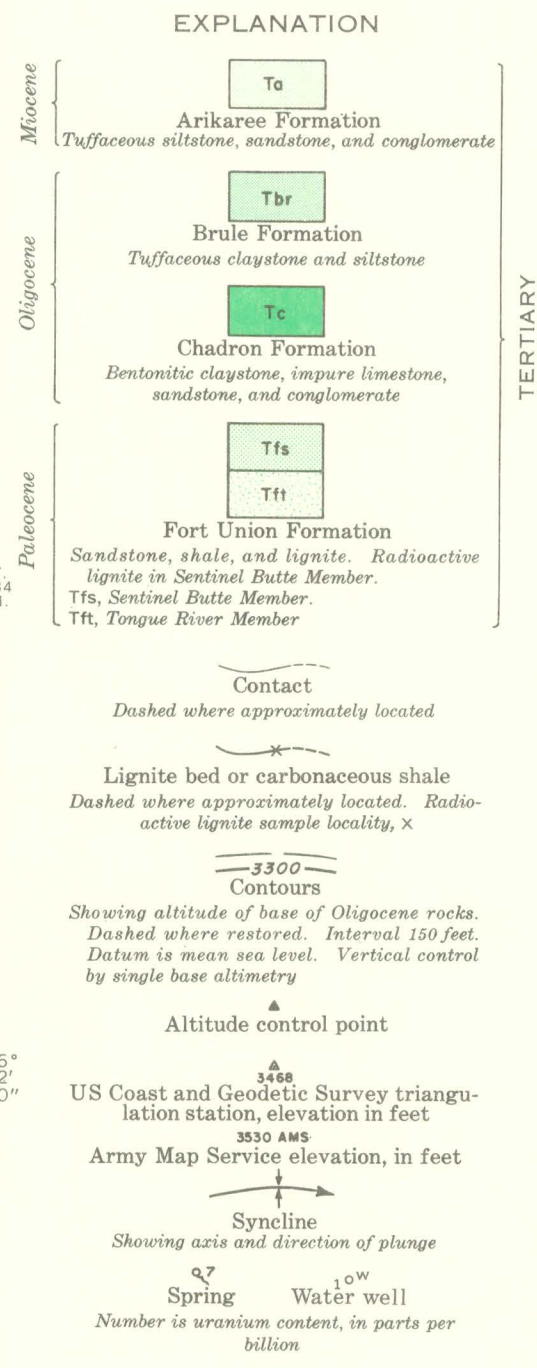 EXPLANATION
Miocene
Ta
Arikaree Formation
Tuffaceous siltstone, sandstone, and conglomerate
Oligocene
Tbr
Brule Formation
Tuffaceous claystone and siltstone
Tc
Chadron Formation
Bentonitic claystone, impure limestone,
sandstone, and conglomerate
TERTIARY
Paleocene
Tfs
Tft
Fort Union Formation
Sandstone, shale, and lignite. Radioactive
lignite in Sentinel Butte Member.
Tfs, Sentinel Butte Member.
Tft, Tongue River Member
Contact
Dashed where approximately located
Lignite bed or carbonaceous shale
Dashed where approximately located. Radio-
active lignite sample locality, ×
3300
Contours
Showing altitude of base of Oligocene rocks.
Dashed where restored. Interval 150 feet.
Datum is mean sea level. Vertical control
by single base altimetry
Altitude control point
3468
US Coast and Geodetic Survey triangu-
lation station, elevation in feet
3530 AMS
Army Map Service elevation, in feet
Syncline
Showing axis and direction of plunge
7
Spring
1 W
Water well
Number is uranium content, in parts per
billion